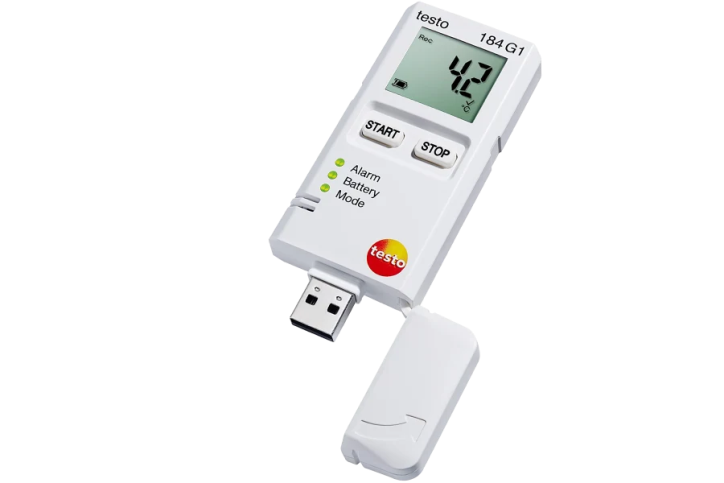 testo
184 G1
Rec
4.2
°C
START
STOP
Alarm
Battery
Mode
testo